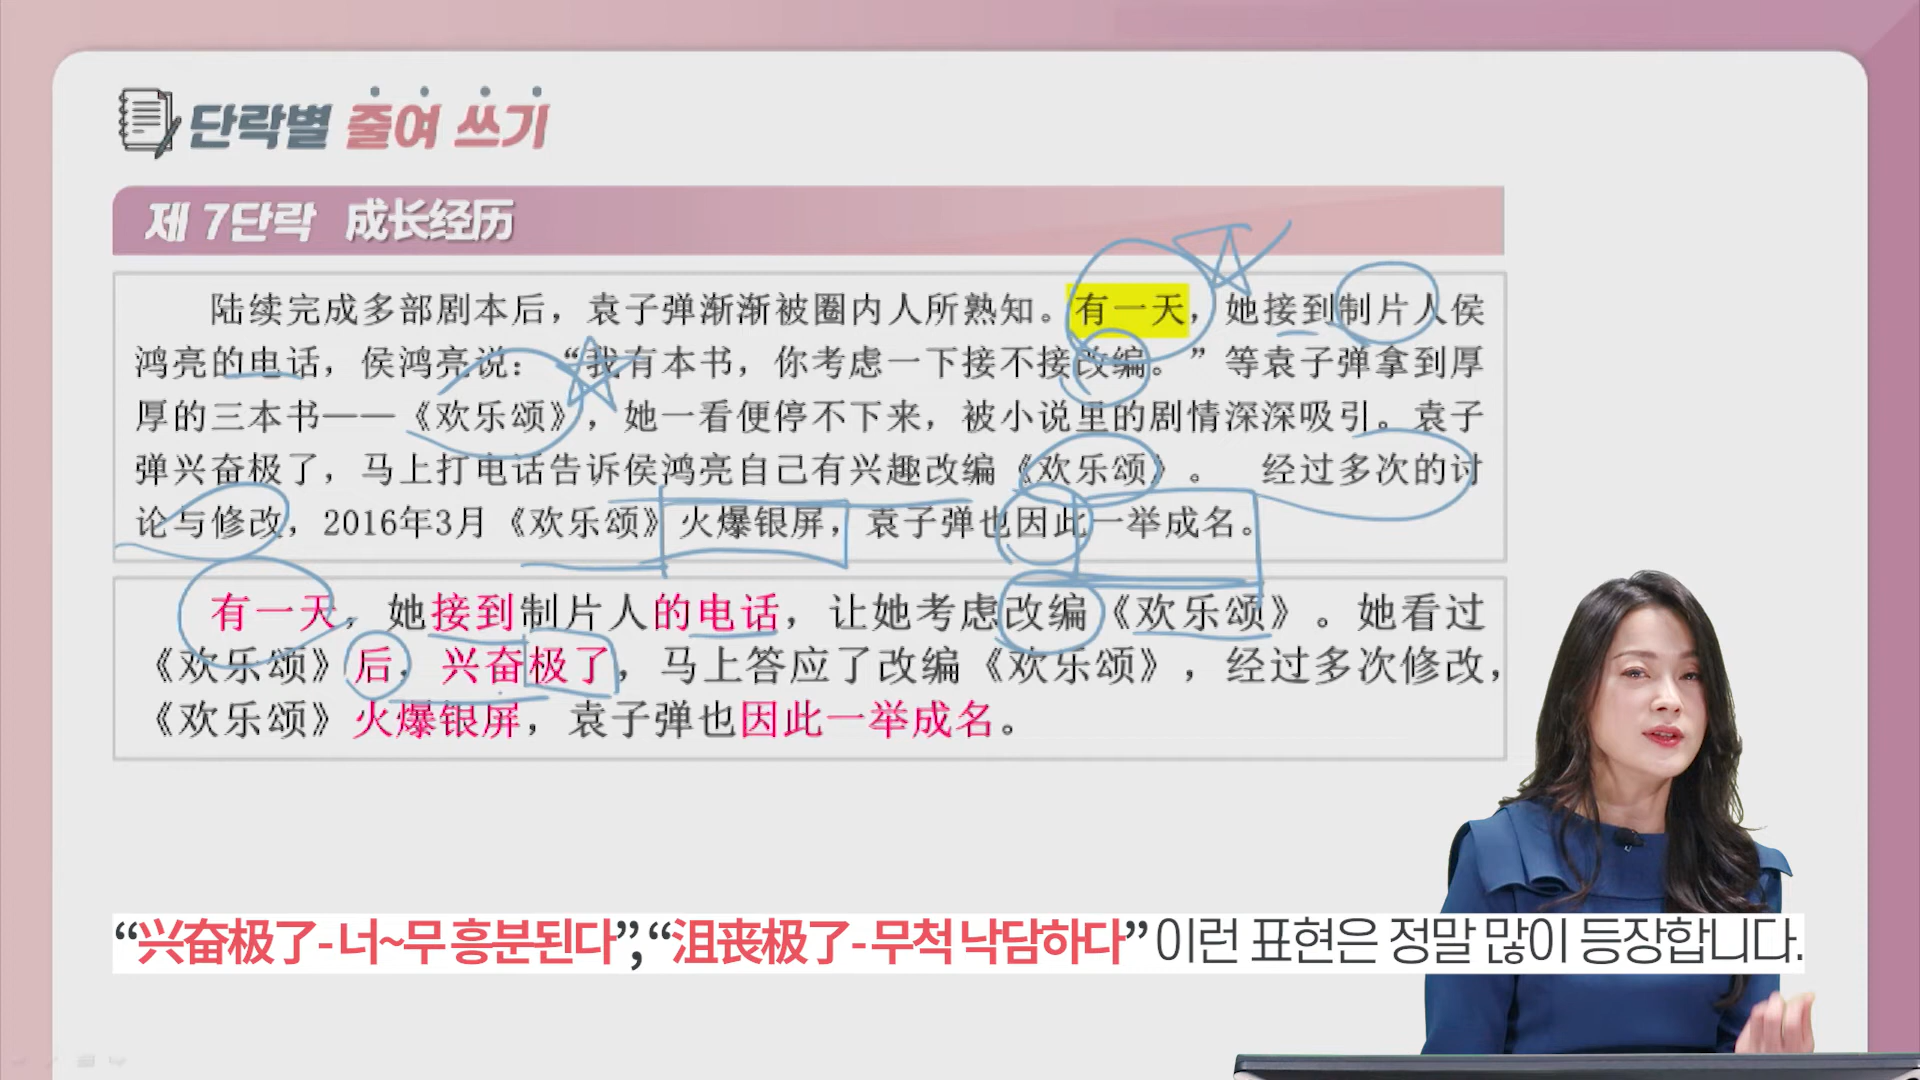 단락별 줄여 쓰기
제 7단락 成长经历
陆续完成多部剧本后，袁子弹渐渐被圈内人所熟知。有一天，她接到制片人侯
鸿亮的电话，侯鸿亮说：“我有本书，你考虑一下接不接改编。”等袁子弹拿到厚
厚的三本书——《欢乐颂》，她一看便停不下来，被小说里的剧情深深吸引。袁子
弹兴奋极了，马上打电话告诉侯鸿亮自己有兴趣改编《欢乐颂》。 经过多次的讨
论与修改，2016年3月《欢乐颂》火爆银屏，袁子弹也因此一举成名。
有一天，她接到制片人的电话，让她考虑改编《欢乐颂》。她看过
《欢乐颂》后，兴奋极了，马上答应了改编《欢乐颂》，经过多次修改，
《欢乐颂》火爆银屏，袁子弹也因此一举成名。
“兴奋极了-너~무 흥분된다”, “沮丧极了-무척 낙담하다” 이런 표현은 정말 많이 등장합니다.